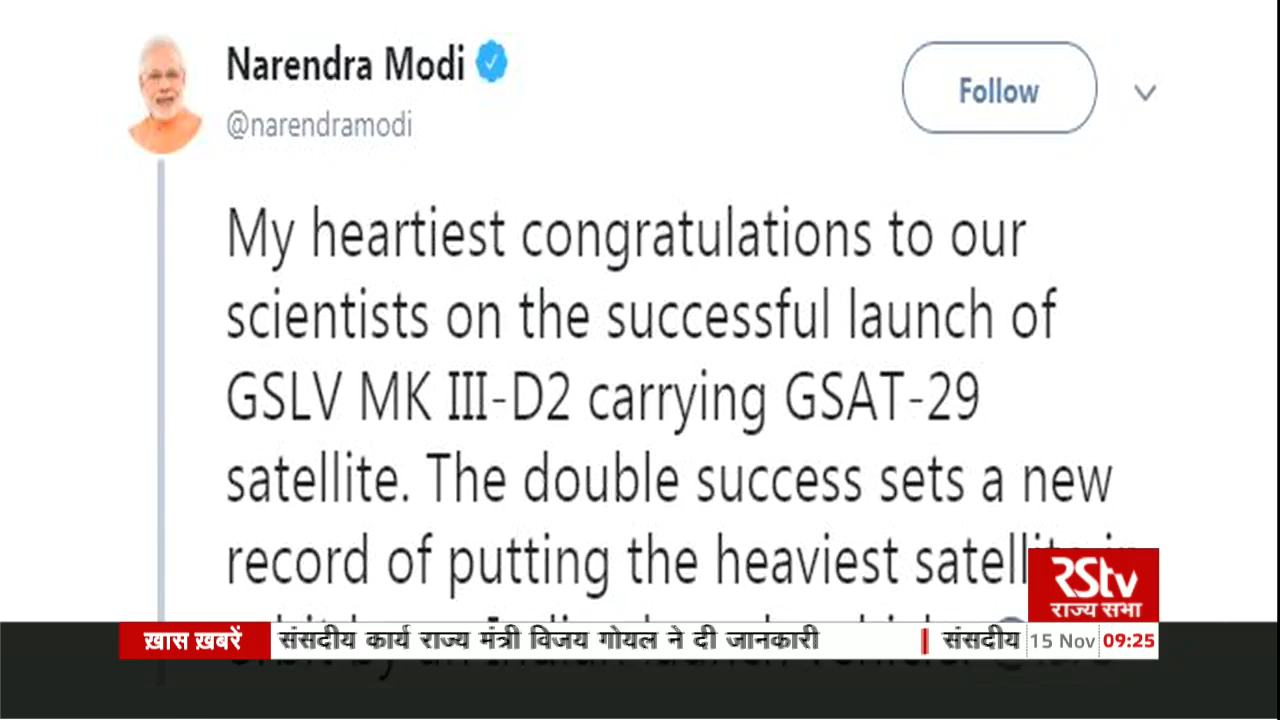 Narendra Modi
@narendramodi
Follow
My heartiest congratulations to our
scientists on the successful launch of
GSLV MK III-D2 carrying GSAT-29
satellite. The double success sets a new
record of putting the heaviest
RStv
राज्य सभा
ख़ास ख़बरें
संसदीय कार्य राज्य मंत्री विजय गोयल ने दी जानकारी | संसदीय
15 Nov 09:25